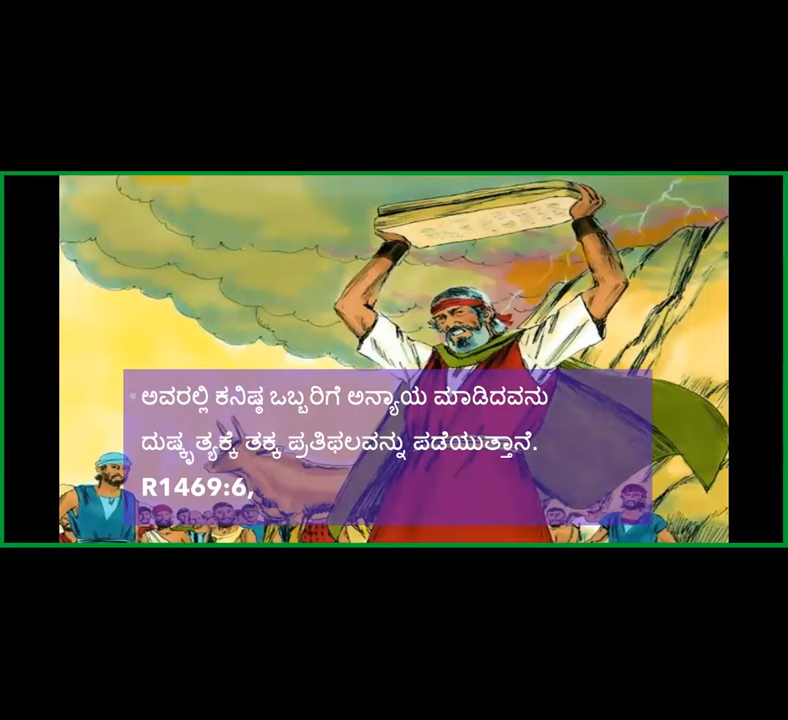 ಅವರಲ್ಲಿ ಕನಿಷ್ಠ ಒಬ್ಬರಿಗೆ ಅನ್ಯಾಯ ಮಾಡಿದವನು
ದುಷ್ಕೃತ್ಯಕ್ಕೆ ತಕ್ಕ ಪ್ರತಿಫಲವನ್ನು ಪಡೆಯುತ್ತಾನೆ.
R1469:6,